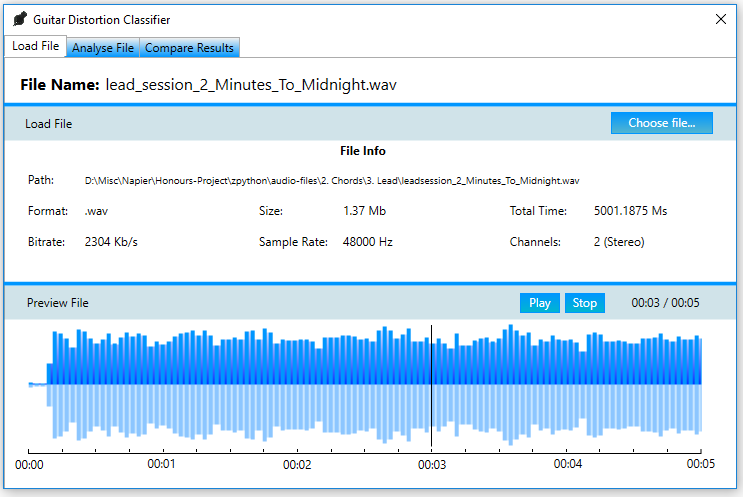 Guitar Distortion Classifier
Load File Analyse File Compare Results
File Name: lead_session_2_Minutes_To_Midnight.wav
Load File Choose file...
File Info
Path: D:\Misc\Napier\Honours-Project\zpython\audio-files\2. Chords\3. Lead\leadsession_2_Minutes_To_Midnight.wav
Format: .wav Size: 1.37 Mb Total Time: 5001.1875 Ms
Bitrate: 2304 Kb/s Sample Rate: 48000 Hz Channels: 2 (Stereo)
Preview File Play Stop 00:03 / 00:05
00:00 00:01 00:02 00:03 00:04 00:05